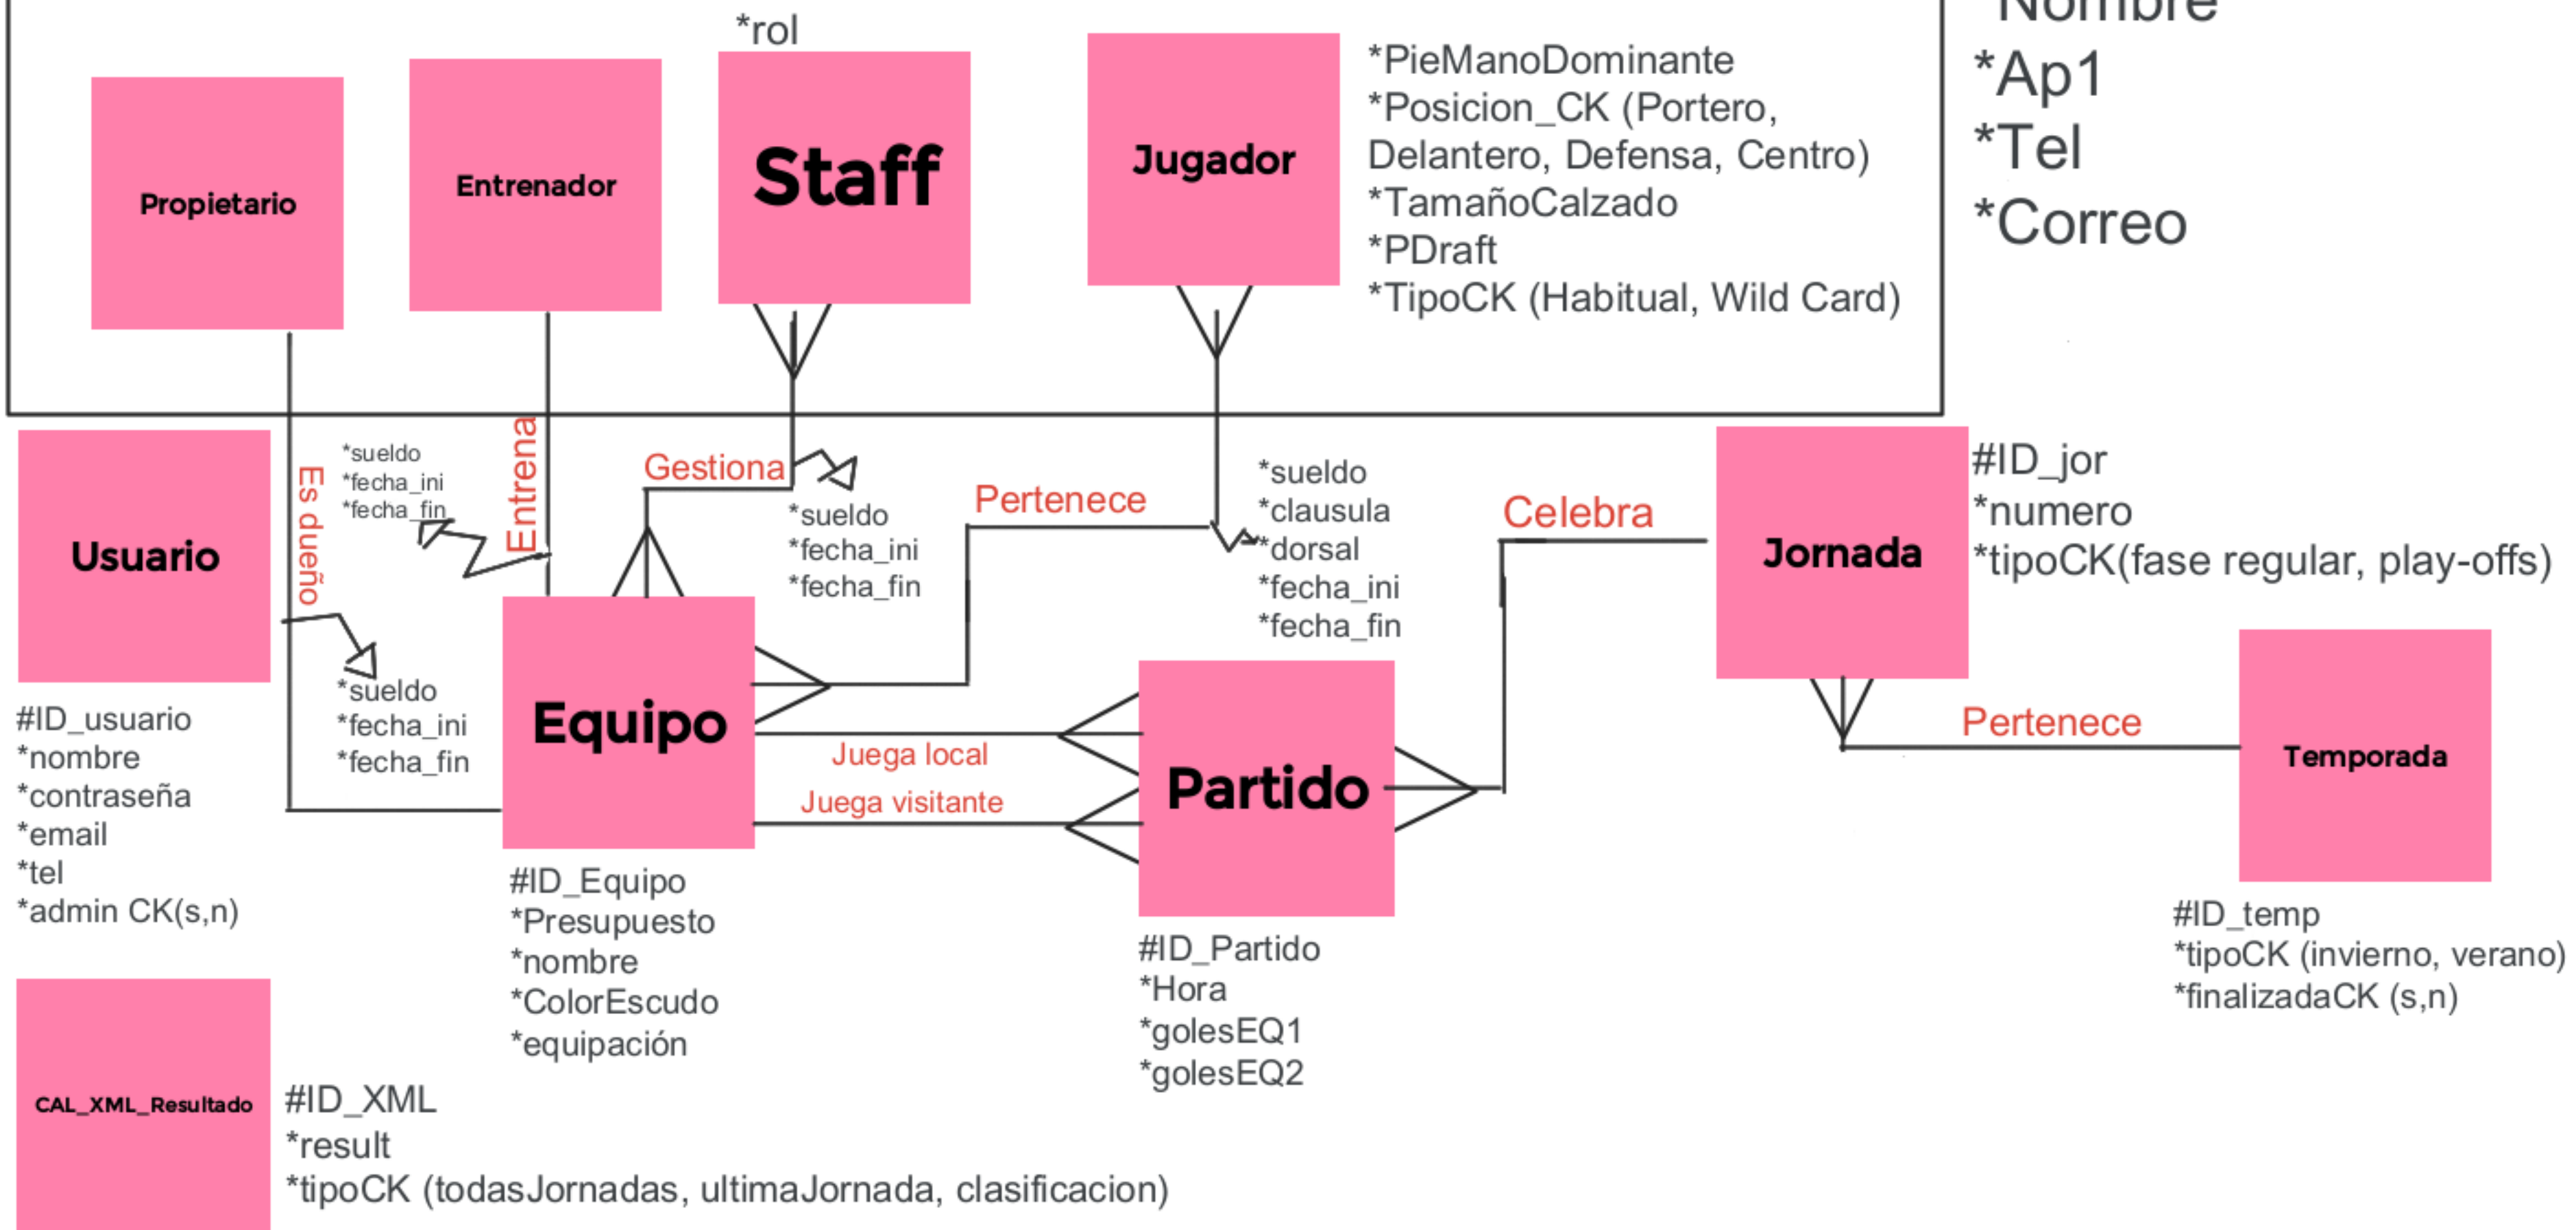 *rol
Nombre
*Ap1
*Tel
*Correo
Propietario
Entrenador
Staff
Jugador
*PieManoDominante
*Posicion_CK (Portero,
Delantero, Defensa, Centro)
*TamañoCalzado
*PDraft
*TipoCK (Habitual, Wild Card)
Usuario
#ID_usuario
*nombre
*contraseña
*email
*tel
*admin CK(s,n)
Es dueño
*sueldo
*fecha_ini
*fecha_fin
Entrena
*sueldo
*fecha_ini
*fecha_fin
Gestiona
*sueldo
*fecha_ini
*fecha_fin
Pertenece
*sueldo
*clausula
*dorsal
*fecha_ini
*fecha_fin
Celebra
Jornada
#ID_jor
*numero
*tipoCK(fase regular, play-offs)
Equipo
#ID_Equipo
*Presupuesto
*nombre
*ColorEscudo
*equipación
Juega local
Juega visitante
Partido
#ID_Partido
*Hora
*golesEQ1
*golesEQ2
Pertenece
Temporada
#ID_temp
*tipoCK (invierno, verano)
*finalizadaCK (s,n)
CAL_XML_Resultado
#ID_XML
*result
*tipoCK (todasJornadas, ultimaJornada, clasificacion)